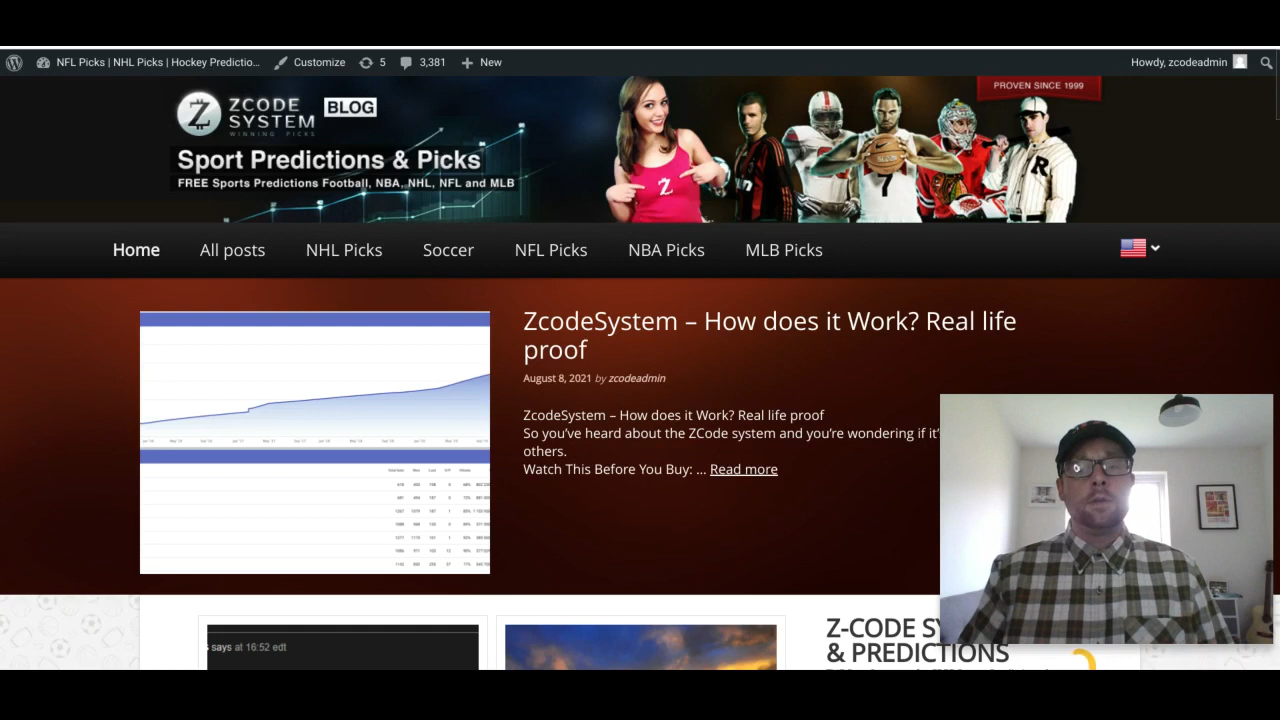 NFL Picks | NHL Picks | Hockey Predictio... Customize 5 3,381 New Howdy, zcodeadmin
PROVEN SINCE 1999
ZCODE
SYSTEM
WINNING PICKS
BLOG
Sport Predictions & Picks
FREE Sports Predictions Football, NBA, NHL, NFL and MLB
Z
7
R
Home All posts NHL Picks Soccer NFL Picks NBA Picks MLB Picks
ZcodeSystem – How does it Work? Real life
proof
August 8, 2021 by zcodeadmin
ZcodeSystem – How does it Work? Real life proof
So you've heard about the ZCode system and you're wondering if it'
others.
Watch This Before You Buy: ... Read more
says at 16:52 edt
Z-CODE SY
& PREDICTIONS